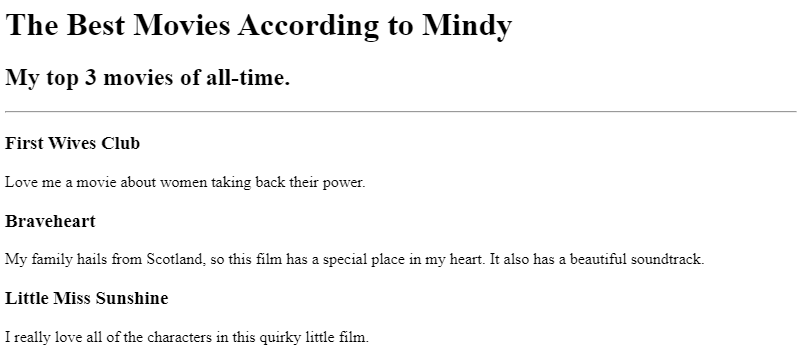 The Best Movies According to Mindy
My top 3 movies of all-time.
First Wives Club
Love me a movie about women taking back their power.
Braveheart
My family hails from Scotland, so this film has a special place in my heart. It also has a beautiful soundtrack.
Little Miss Sunshine
I really love all of the characters in this quirky little film.